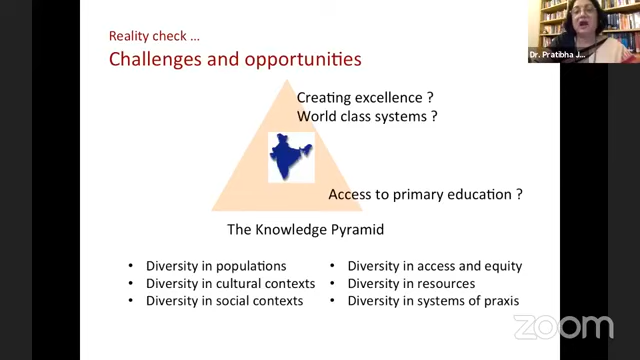 Reality check ...
Challenges and opportunities
Creating excellence ?
World class systems ?
Access to primary education ?
The Knowledge Pyramid
• Diversity in populations
• Diversity in cultural contexts
• Diversity in social contexts
• Diversity in access and equity
• Diversity in resources
• Diversity in systems of praxis
Dr. Pratibha J...
zoom